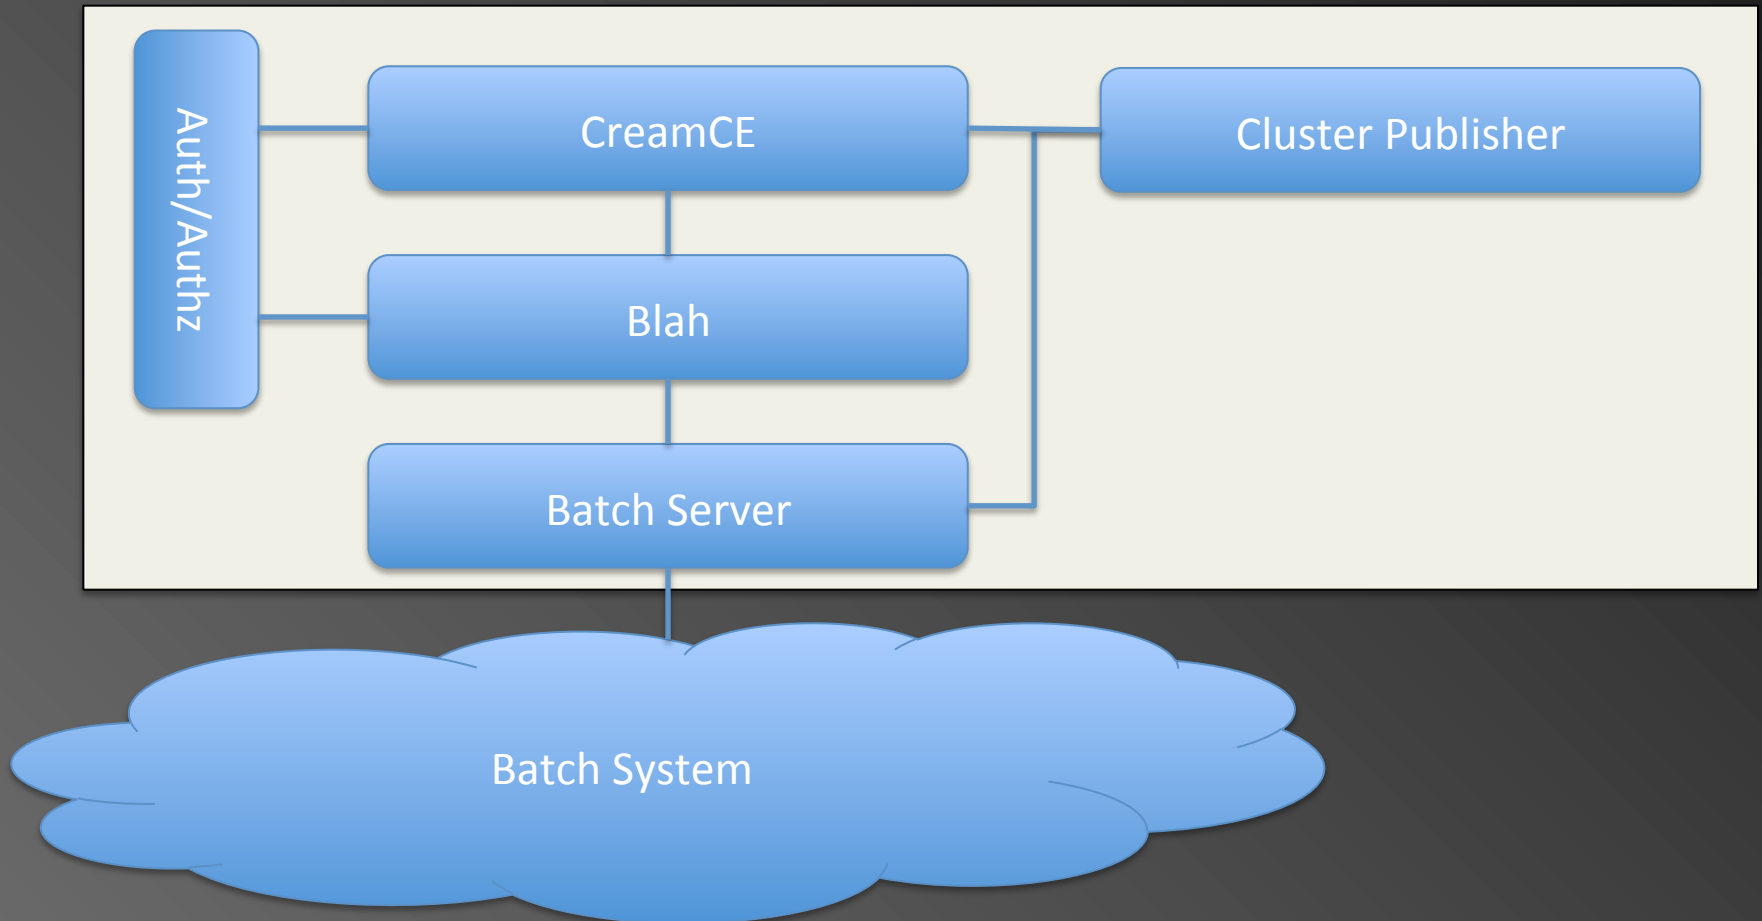 Auth/Authz
CreamCE
Cluster Publisher
Blah
Batch Server
Batch System